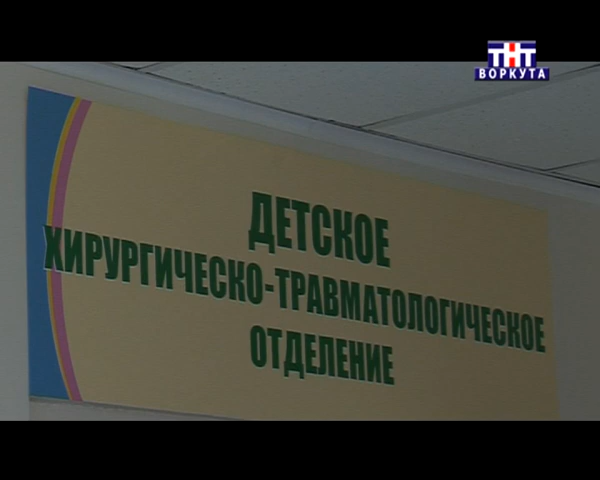 ТНТ
ВОРКУТА
ДЕТСКОЕ
ХИРУРГИЧЕСКО-ТРАВМАТОЛОГИЧЕСКОЕ
ОТДЕЛЕНИЕ